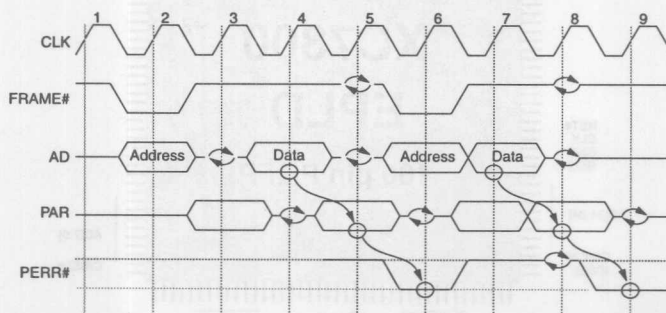 1 2 3 4 5 6 7 8 9
CLK
FRAME#
AD Address Data Address Data
PAR
PERR#